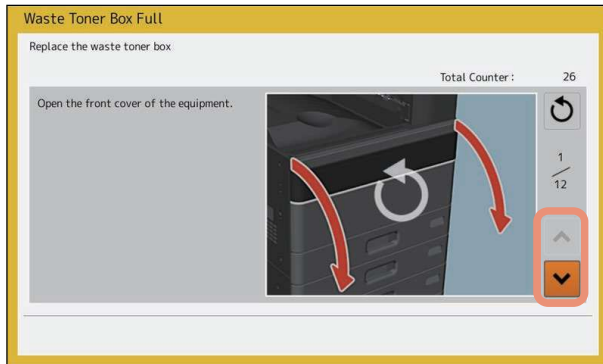 Waste Toner Box Full
Replace the waste toner box
Total Counter : 26
Open the front cover of the equipment.
1
12